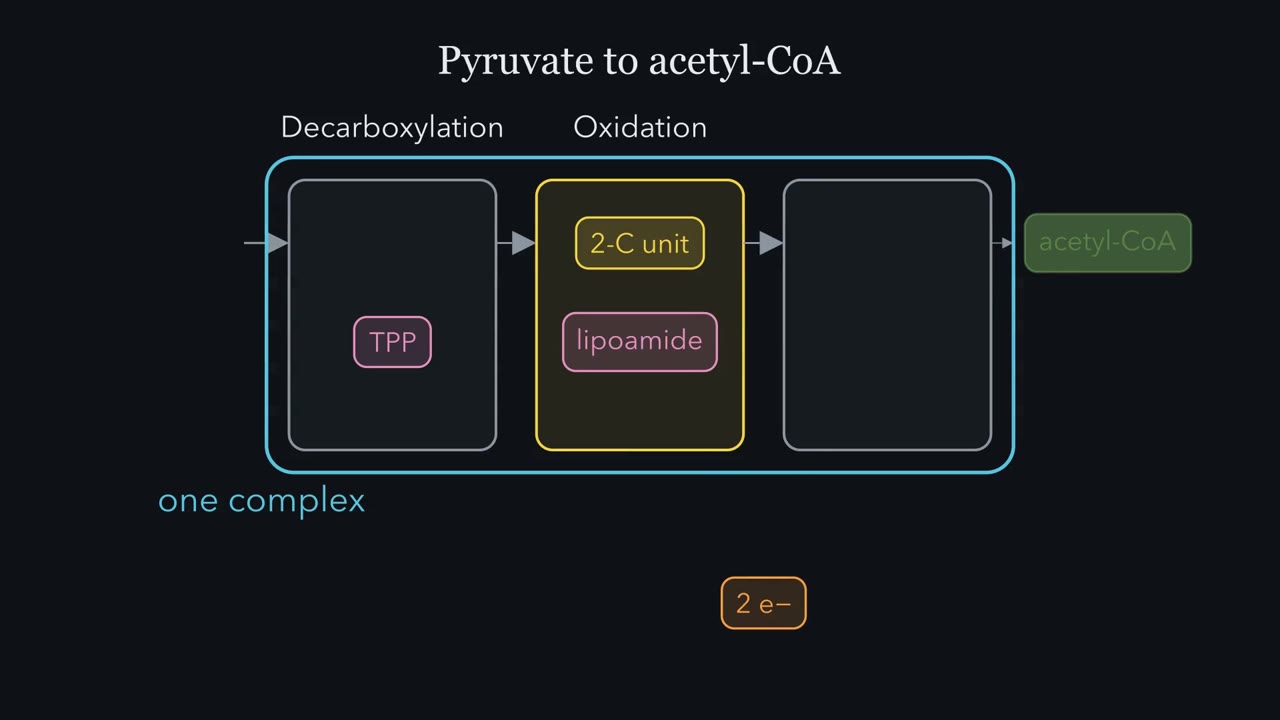 Pyruvate to acetyl-CoA
Decarboxylation
Oxidation
2-C unit
acetyl-CoA
TPP
lipoamide
one complex
2 e−